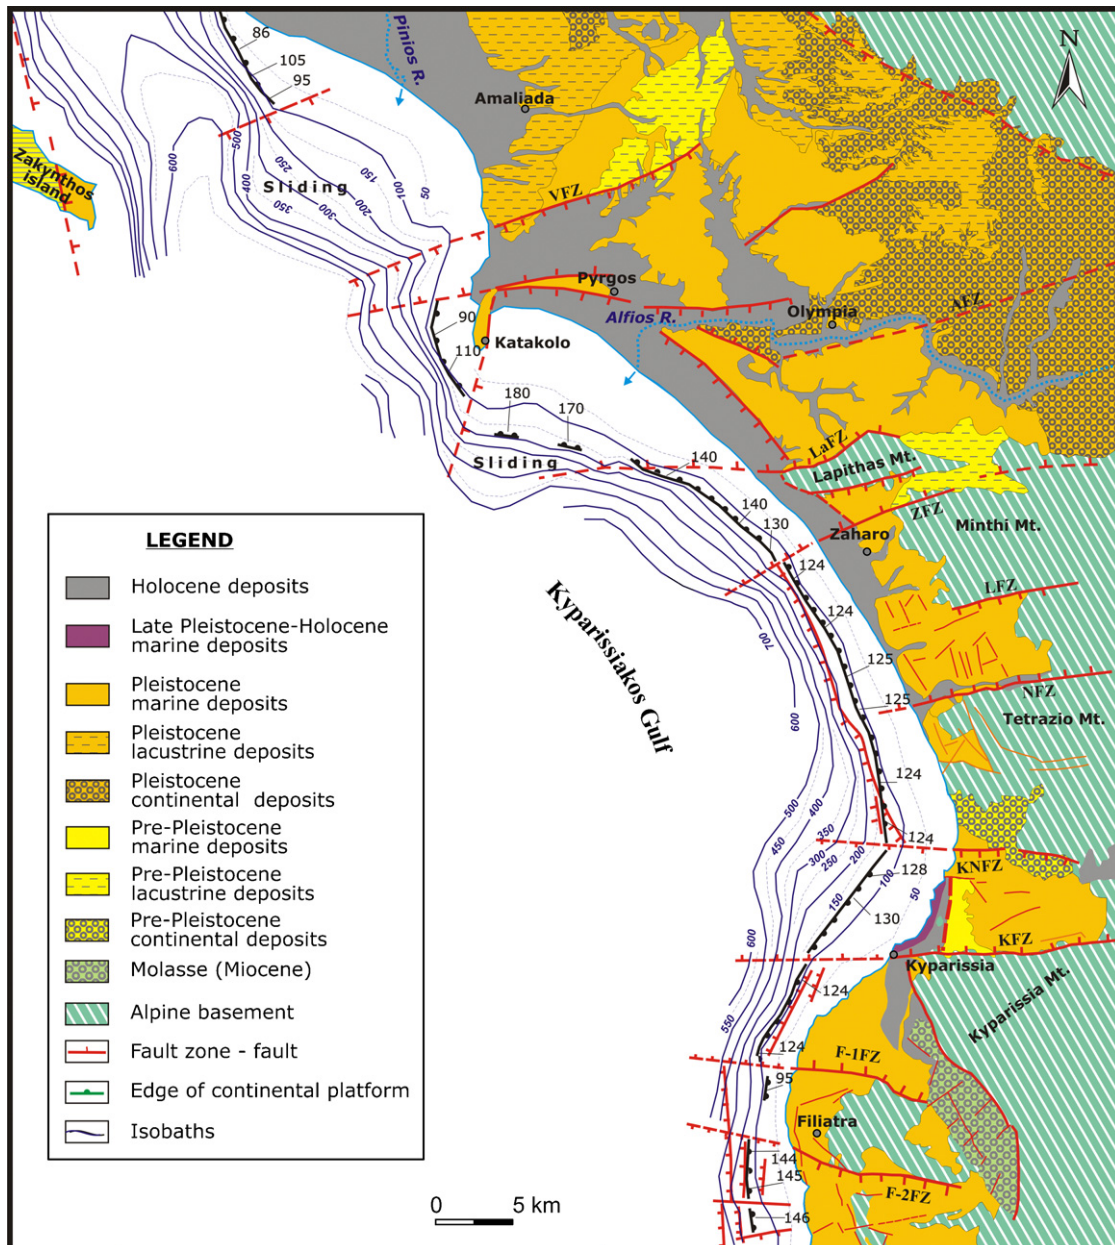 86
105
95
Pinios R.
N
Amaliada
Zakynthos
island
600
500
400
350
300
250
200
150
100
50
Sliding
VFZ
Pyrgos
Alfios R.
Olympia
AFZ
90
110
Katakolo
180
170
Sliding
140
140
130
LaFZ
Lapithas Mt.
ZFZ
Minthi Mt.
Zaharo
124
124
LFZ
125
125
NFZ
Tetrazio Mt.
700
600
Kyparissiakos Gulf
124
124
500
400
450
350
300
250
200
150
100
50
128
130
KNFZ
KFZ
Kyparissia
Kyparissia Mt.
600
550
124
124
F-1FZ
95
Filiatra
144
145
F-2FZ
146
LEGEND
Holocene deposits
Late Pleistocene-Holocene
marine deposits
Pleistocene
marine deposits
Pleistocene
lacustrine deposits
Pleistocene
continental deposits
Pre-Pleistocene
marine deposits
Pre-Pleistocene
lacustrine deposits
Pre-Pleistocene
continental deposits
Molasse (Miocene)
Alpine basement
Fault zone - fault
Edge of continental platform
Isobaths
0 5 km